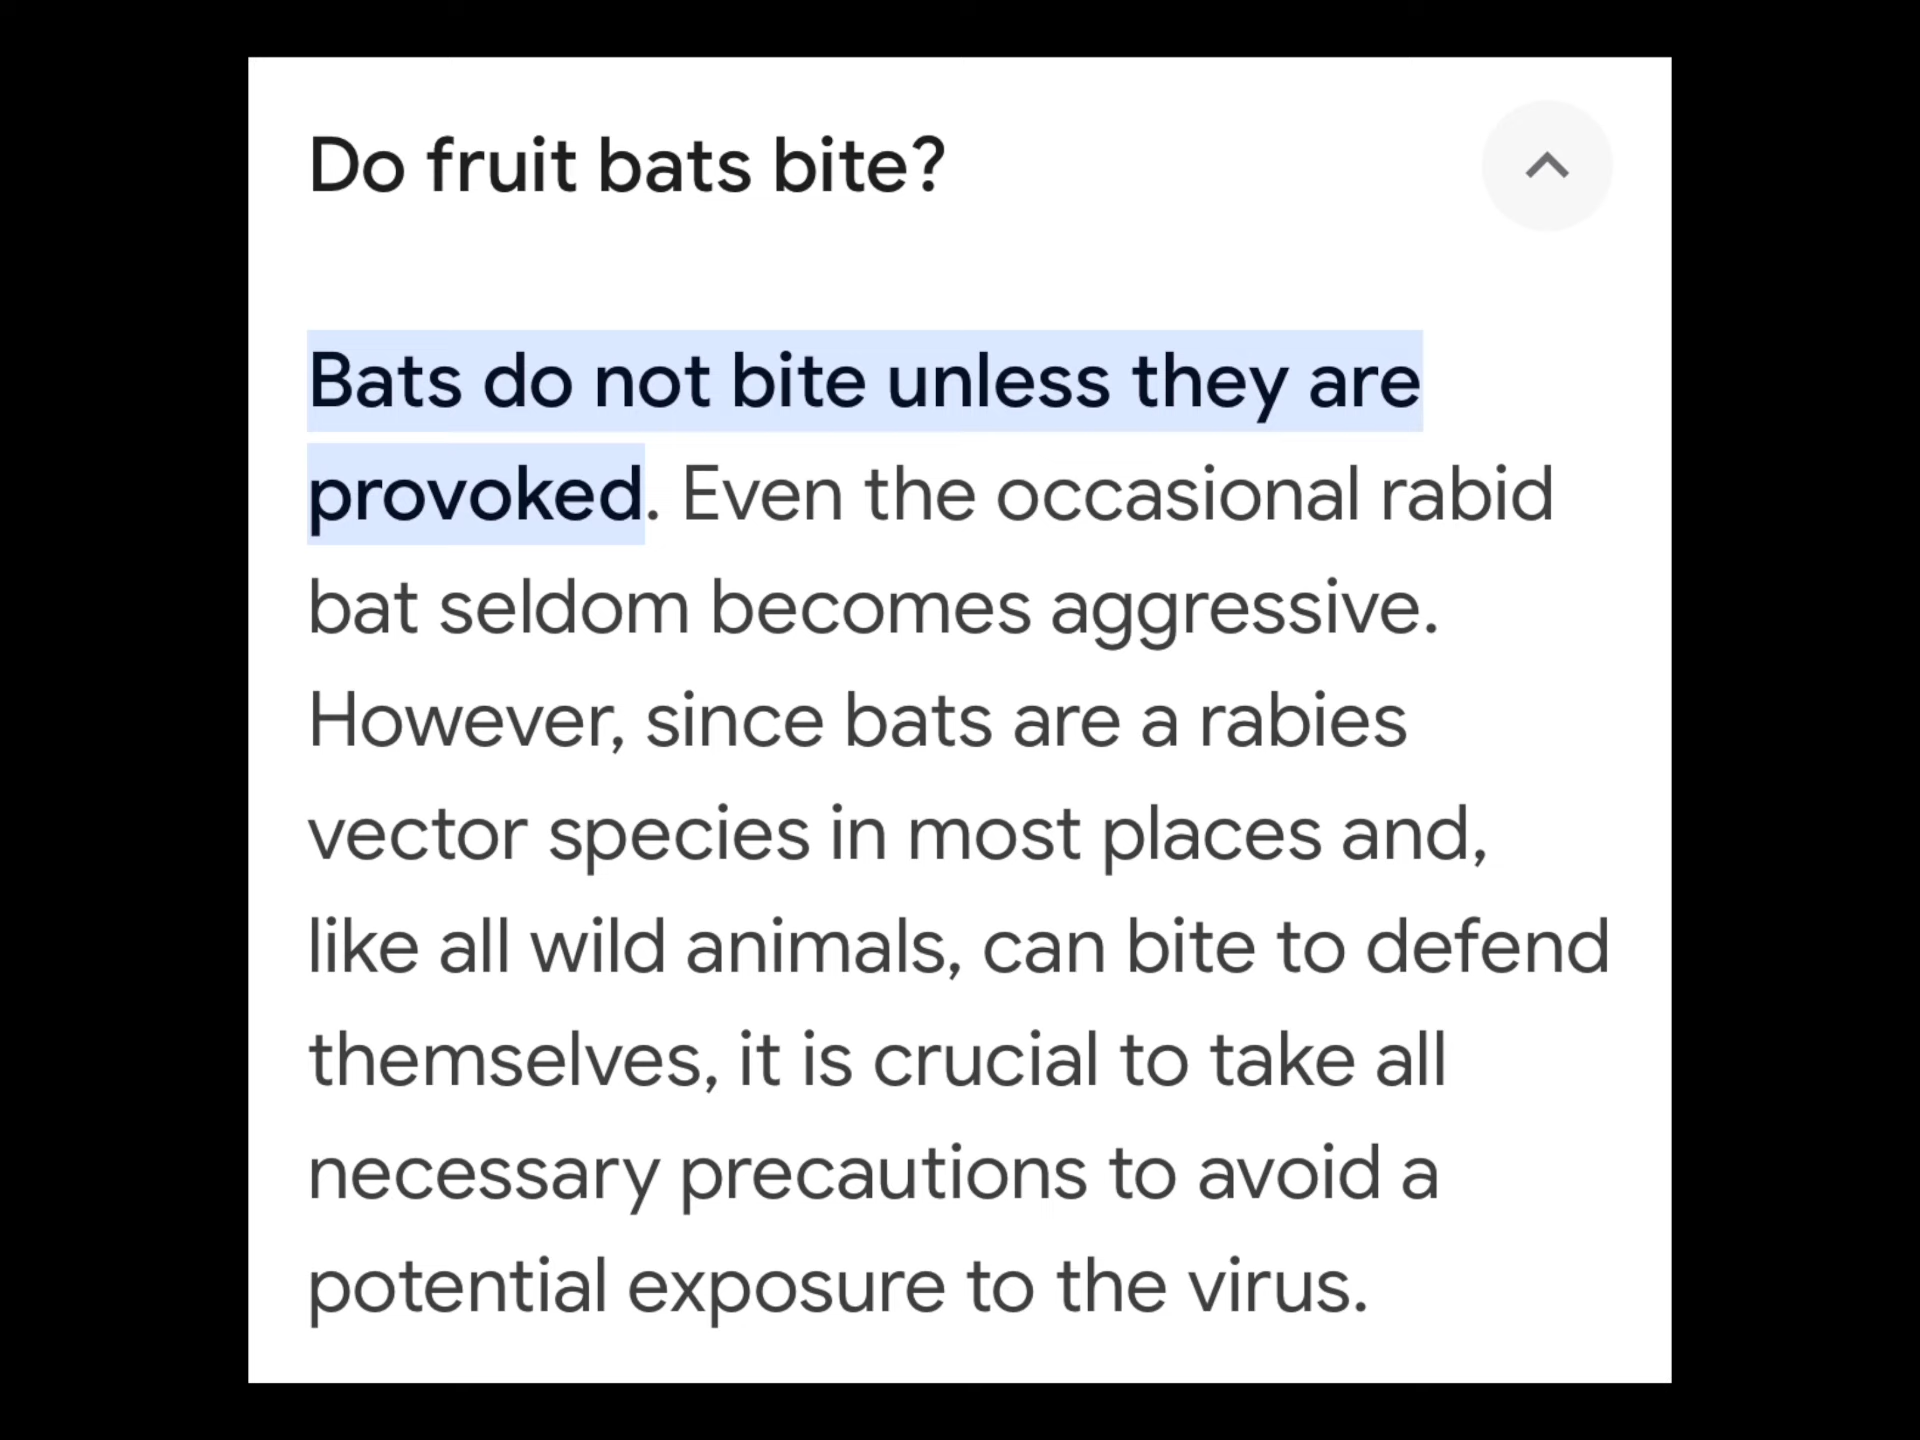 Do fruit bats bite?
Bats do not bite unless they are
provoked. Even the occasional rabid
bat seldom becomes aggressive.
However, since bats are a rabies
vector species in most places and,
like all wild animals, can bite to defend
themselves, it is crucial to take all
necessary precautions to avoid a
potential exposure to the virus.